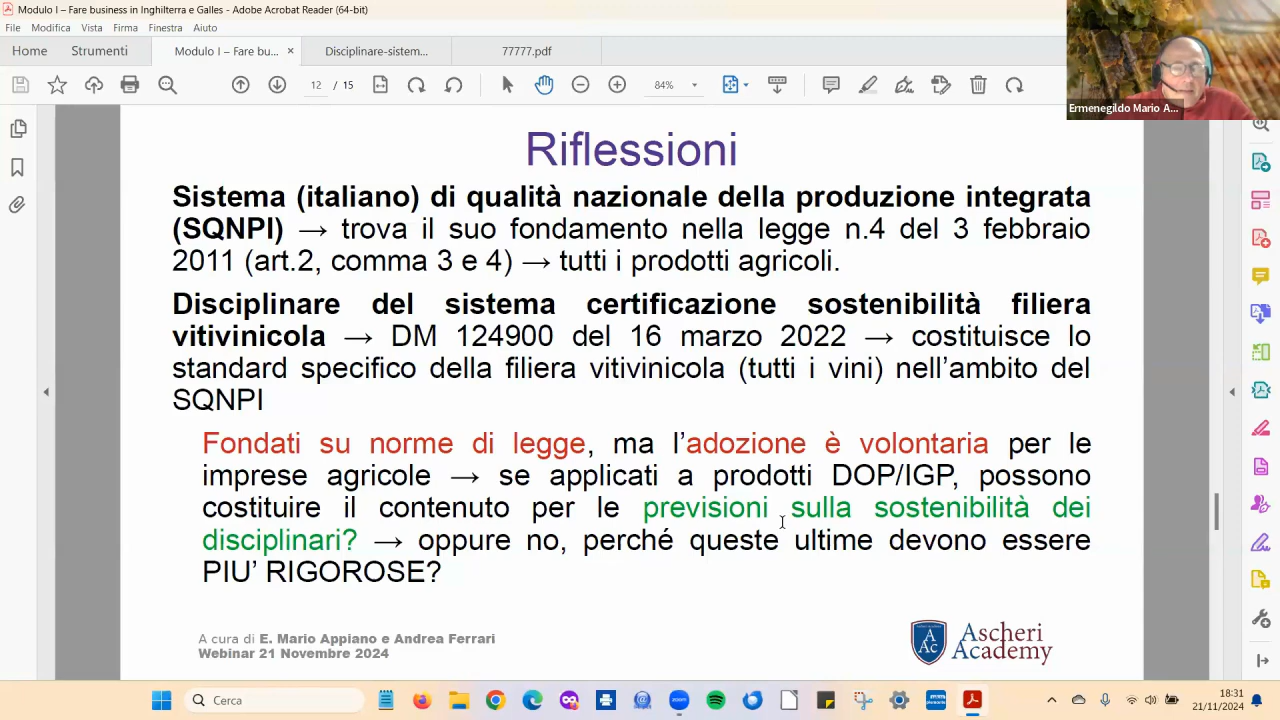 Modulo I – Fare business in Inghilterra e Galles - Adobe Acrobat Reader (64-bit)
File Modifica Vista Firma Finestra Aiuto
Home Strumenti Modulo I – Fare bu... × Disciplinare-sistem... 77777.pdf
12 / 15 84%
Ermenegildo Mario A...
Riflessioni
Sistema (italiano) di qualità nazionale della produzione integrata
(SQNPI) → trova il suo fondamento nella legge n.4 del 3 febbraio
2011 (art.2, comma 3 e 4) → tutti i prodotti agricoli.
Disciplinare del sistema certificazione sostenibilità filiera
vitivinicola → DM 124900 del 16 marzo 2022 → costituisce lo
standard specifico della filiera vitivinicola (tutti i vini) nell’ambito del
SQNPI
Fondati su norme di legge, ma l’adozione è volontaria per le
imprese agricole → se applicati a prodotti DOP/IGP, possono
costituire il contenuto per le previsioni sulla sostenibilità dei
disciplinari? → oppure no, perché queste ultime devono essere
PIU’ RIGOROSE?
A cura di E. Mario Appiano e Andrea Ferrari
Webinar 21 Novembre 2024
A Ac
Ascheri
Academy
Cerca
18:31
21/11/2024